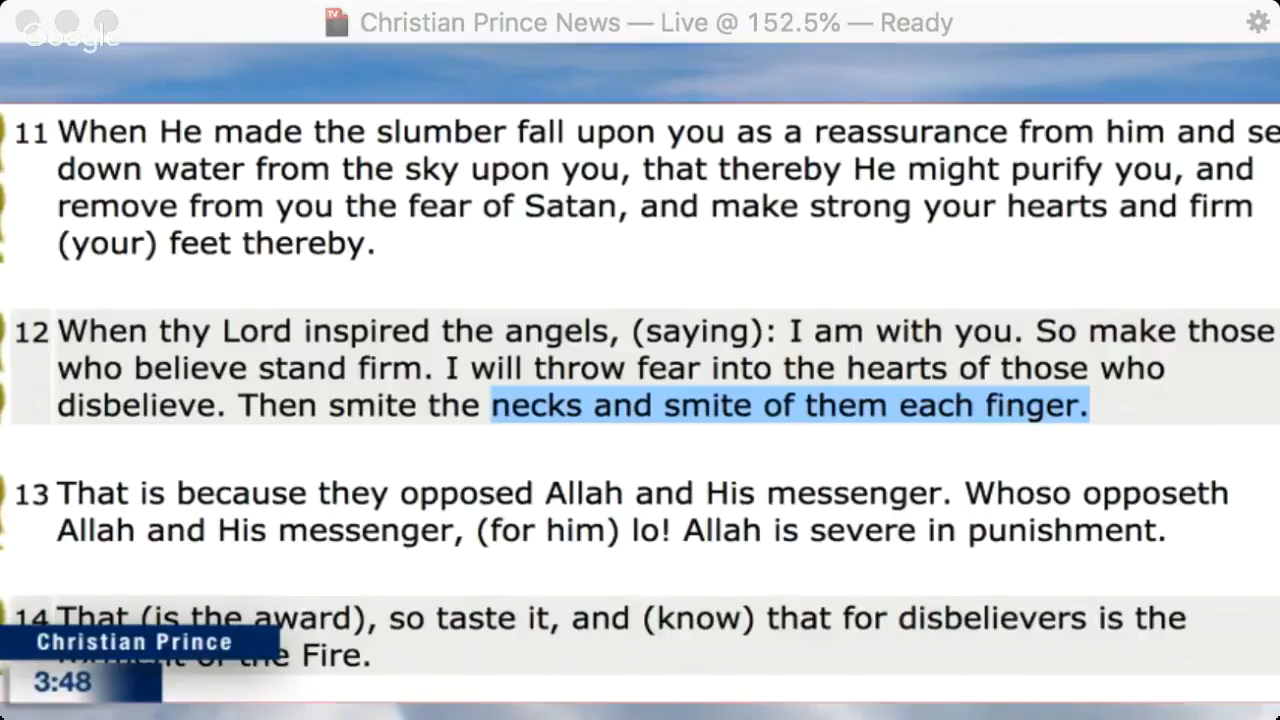 Christian Prince News — Live @ 152.5% — Ready
Google
11 When He made the slumber fall upon you as a reassurance from him and se
down water from the sky upon you, that thereby He might purify you, and
remove from you the fear of Satan, and make strong your hearts and firm
(your) feet thereby.
12 When thy Lord inspired the angels, (saying): I am with you. So make those
who believe stand firm. I will throw fear into the hearts of those who
disbelieve. Then smite the necks and smite of them each finger.
13 That is because they opposed Allah and His messenger. Whoso opposeth
Allah and His messenger, (for him) lo! Allah is severe in punishment.
14 That (is the award), so taste it, and (know) that for disbelievers is the
of the Fire.
Christian Prince
3:48